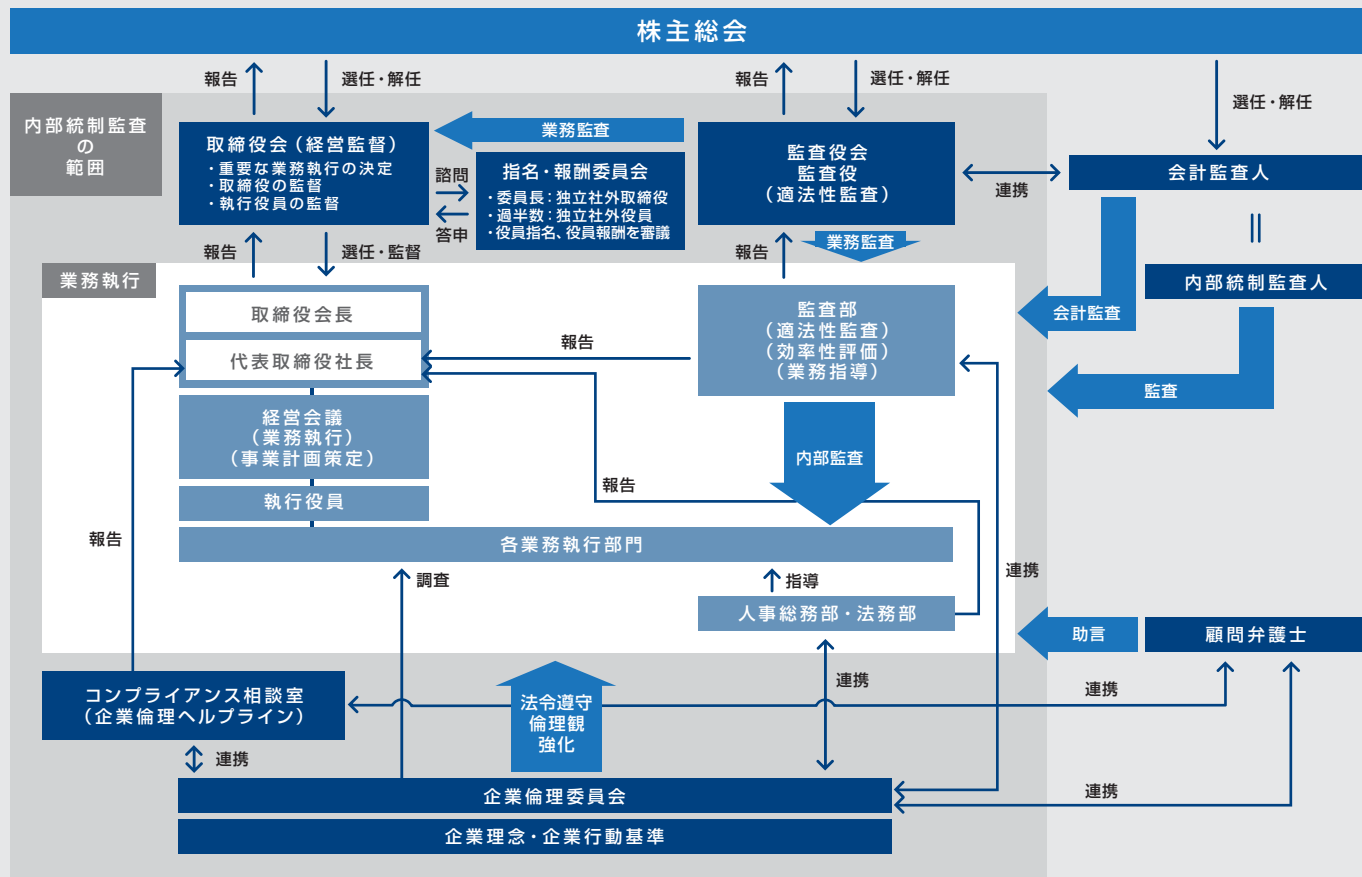 株主総会
報告
選任・解任
報告
選任・解任
選任・解任
内部統制監査
の
範囲
取締役会（経営監督）
・重要な業務執行の決定
・取締役の監督
・執行役員の監督
業務監査
諮問
答申
指名・報酬委員会
・委員長：独立社外取締役
・過半数：独立社外役員
・役員指名、役員報酬を審議
監査役会
監査役
（適法性監査）
連携
会計監査人
報告
選任・監督
報告
業務監査
業務執行
内部統制監査人
取締役会長
代表取締役社長
報告
監査部
（適法性監査）
（効率性評価）
（業務指導）
会計監査
監査
経営会議
（業務執行）
（事業計画策定）
内部監査
執行役員
報告
報告
各業務執行部門
調査
指導
連携
人事総務部・法務部
助言
顧問弁護士
コンプライアンス相談室
（企業倫理ヘルプライン）
法令遵守
倫理観
強化
連携
連携
連携
企業倫理委員会
連携
企業理念・企業行動基準